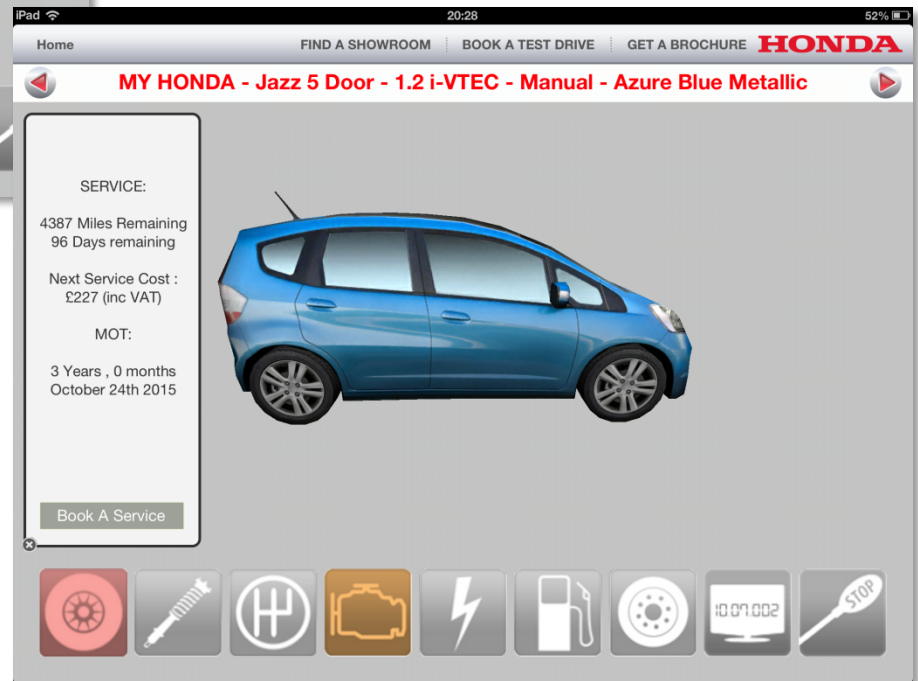 iPad 20:28 52%
Home FIND A SHOWROOM BOOK A TEST DRIVE GET A BROCHURE HONDA
MY HONDA - Jazz 5 Door - 1.2 i-VTEC - Manual - Azure Blue Metallic
SERVICE:
4387 Miles Remaining
96 Days remaining
Next Service Cost :
£227 (inc VAT)
MOT:
3 Years , 0 months
October 24th 2015
Book A Service
10:07:002
STOP